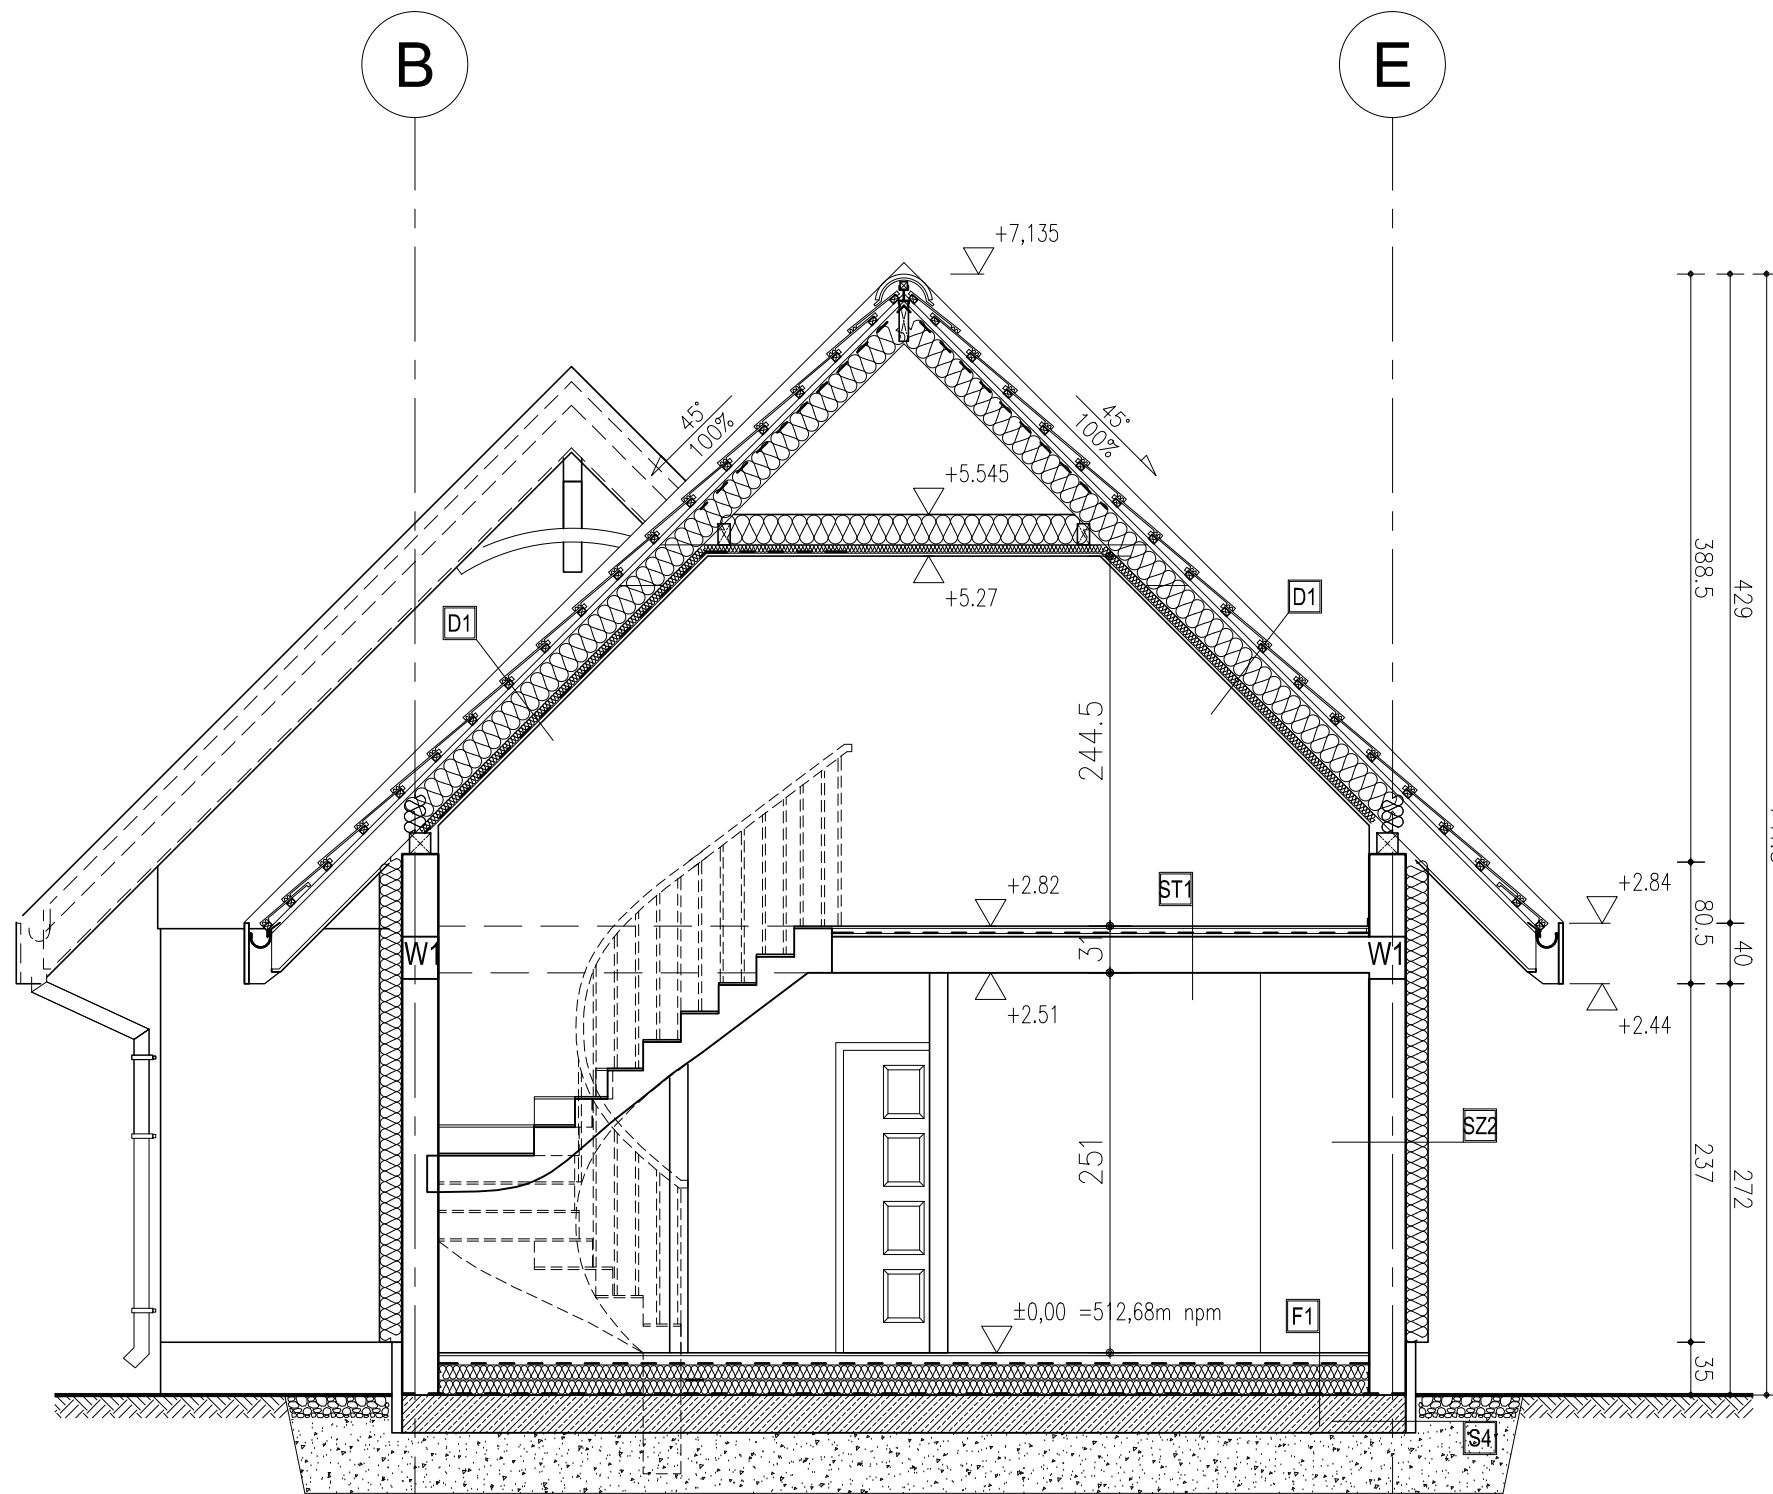 B
E
+7,135
45°
100%
45°
100%
+5.545
+5.27
D1
D1
388.5
429
244.5
+2.82
ST1
+2.84
80.5
W1
31
W1
40
+2.51
+2.44
SZ2
251
237
272
±0,00 =512,68m npm
F1
35
S4